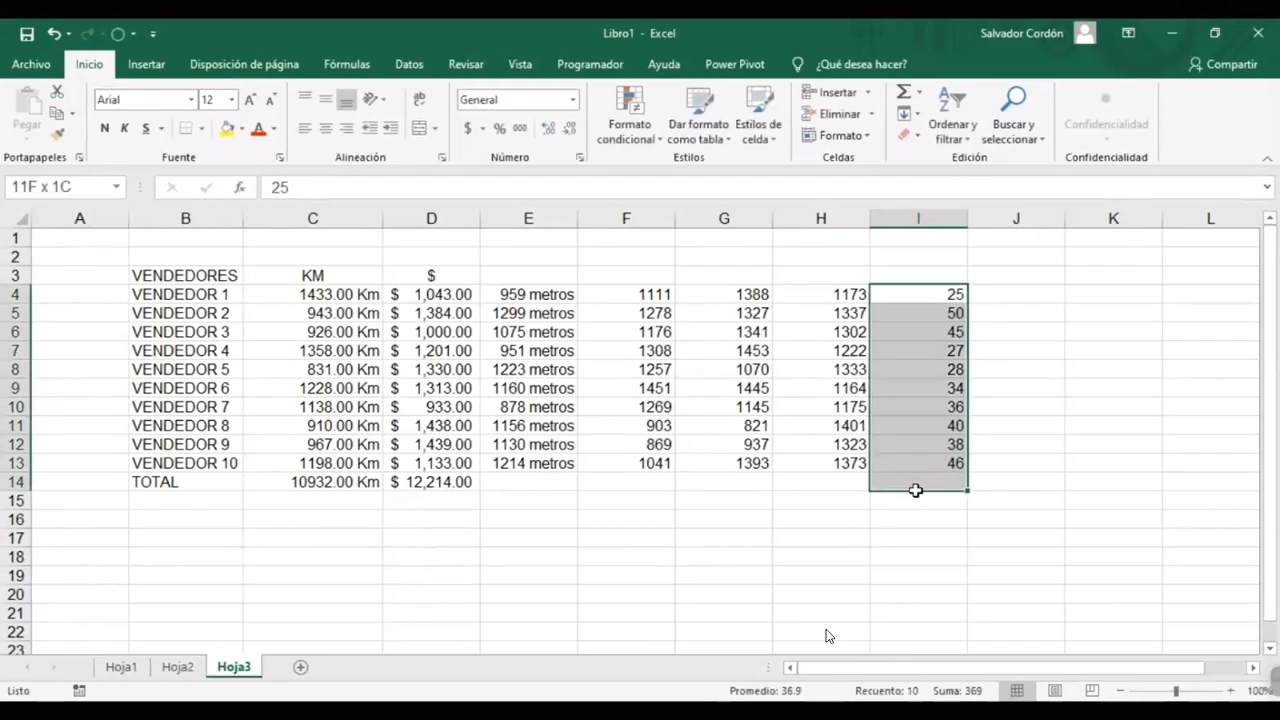 Libro1 - Excel
Salvador Cordón
Archivo Inicio Insertar Disposición de página Fórmulas Datos Revisar Vista Programador Ayuda Power Pivot ¿Qué desea hacer? Compartir
Pegar
Arial 12
N K S
General
$ % 000
Formato condicional
Dar formato como tabla
Estilos de celda
Insertar
Eliminar
Formato
Ordenar y filtrar
Buscar y seleccionar
Confidencialidad
Portapapeles Fuente Alineación Número Estilos Celdas Edición Confidencialidad
11F x 1C fx 25
A B C D E F G H I J K L
1
2
3 VENDEDORES KM $
4 VENDEDOR 1 1433.00 Km $ 1,043.00 959 metros 1111 1388 1173 25
5 VENDEDOR 2 943.00 Km $ 1,384.00 1299 metros 1278 1327 1337 50
6 VENDEDOR 3 926.00 Km $ 1,000.00 1075 metros 1176 1341 1302 45
7 VENDEDOR 4 1358.00 Km $ 1,201.00 951 metros 1308 1453 1222 27
8 VENDEDOR 5 831.00 Km $ 1,330.00 1223 metros 1257 1070 1333 28
9 VENDEDOR 6 1228.00 Km $ 1,313.00 1160 metros 1451 1445 1164 34
10 VENDEDOR 7 1138.00 Km $ 933.00 878 metros 1269 1145 1175 36
11 VENDEDOR 8 910.00 Km $ 1,438.00 1156 metros 903 821 1401 40
12 VENDEDOR 9 967.00 Km $ 1,439.00 1130 metros 869 937 1323 38
13 VENDEDOR 10 1198.00 Km $ 1,133.00 1214 metros 1041 1393 1373 46
14 TOTAL 10932.00 Km $ 12,214.00
15
16
17
18
19
20
21
22
23
Hoja1 Hoja2 Hoja3
Listo Promedio: 36.9 Recuento: 10 Suma: 369 100%